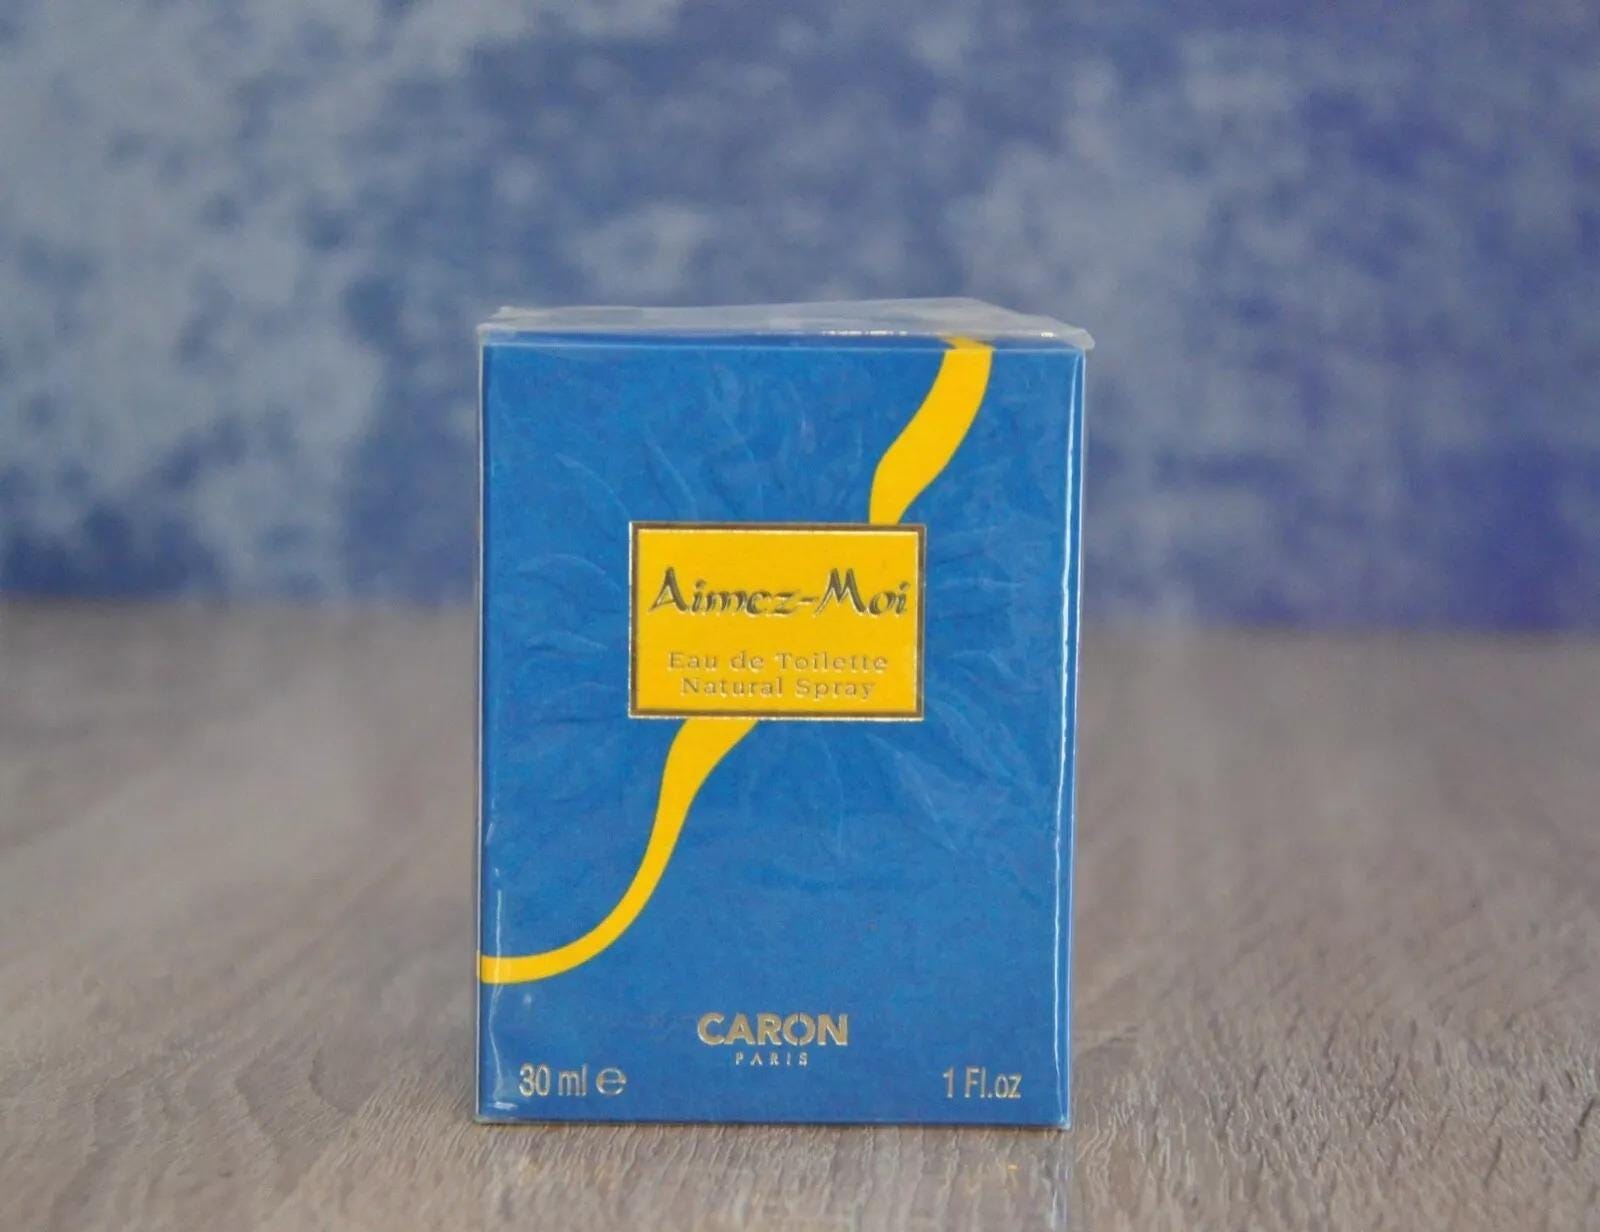 Aimez-Moi
Eau de Toilette
Natural Spray
CARON
PARIS
30 ml ℮
1 Fl.oz